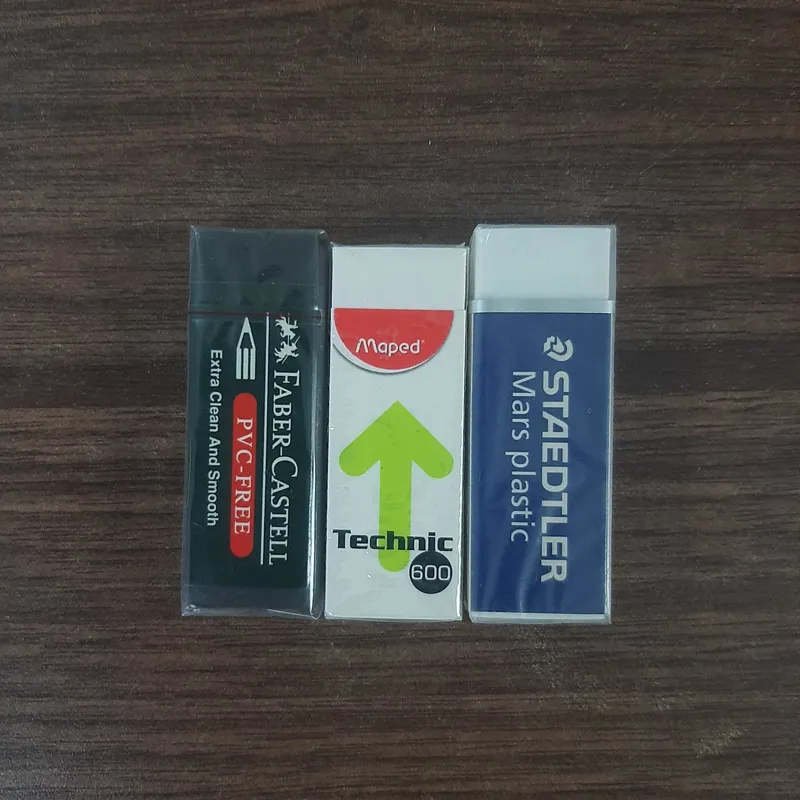 FABER-CASTELL
PVC-FREE
Extra Clean And Smooth
Maped
Technic
600
STAEDTLER
Mars plastic